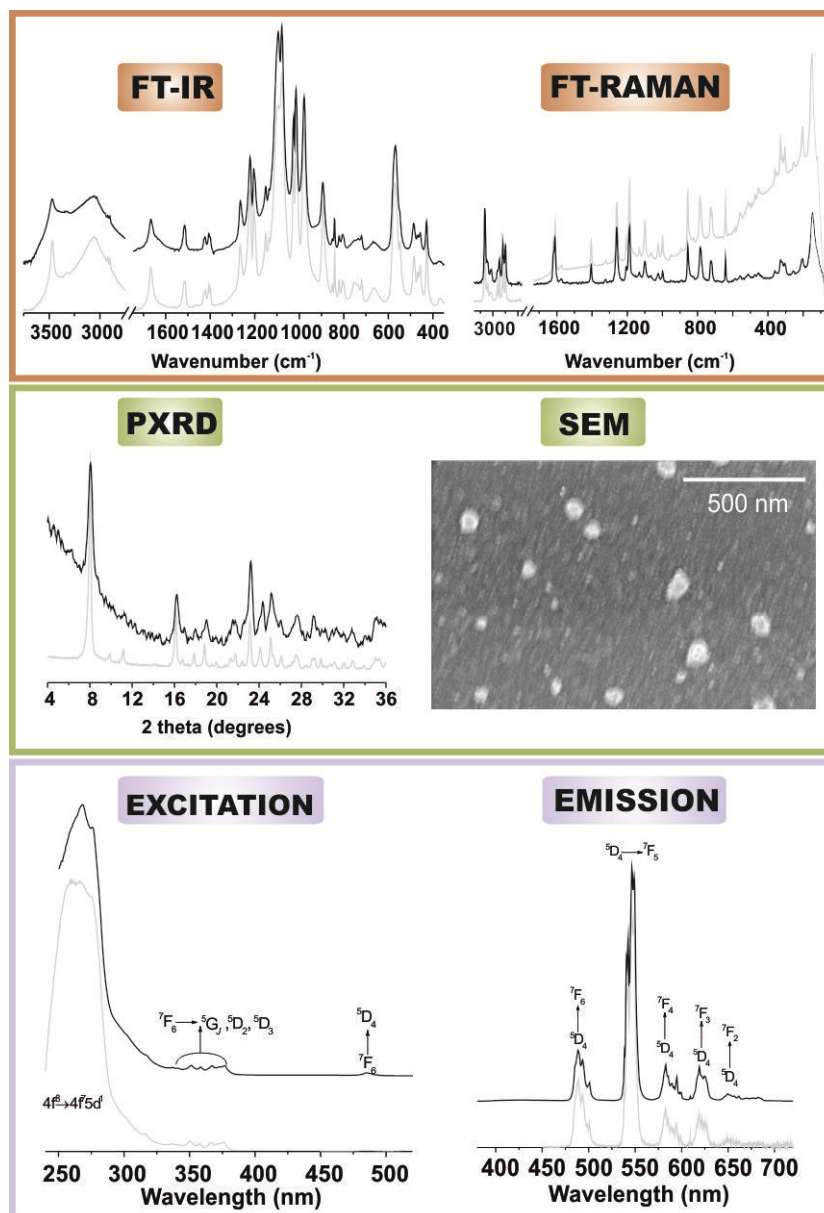 FT-IR FT-RAMAN
3500 3000 1600 1400 1200 1000 800 600 400
Wavenumber (cm⁻¹)
3000 1600 1200 800 400
Wavenumber (cm⁻¹)
PXRD SEM
500 nm
4 8 12 16 20 24 28 32 36
2 theta (degrees)
EXCITATION EMISSION
⁷F₆ → ⁵G_J ,⁵D₂, ⁵D₃
⁵D₄
⁷F₆
4f⁸→4f⁷5d¹
250 300 350 400 450 500
Wavelength (nm)
⁵D₄ → ⁷F₅
⁷F₆ ⁷F₄ ⁷F₃ ⁷F₂
⁵D₄ ⁵D₄ ⁵D₄ ⁵D₄
400 450 500 550 600 650 700
Wavelength (nm)